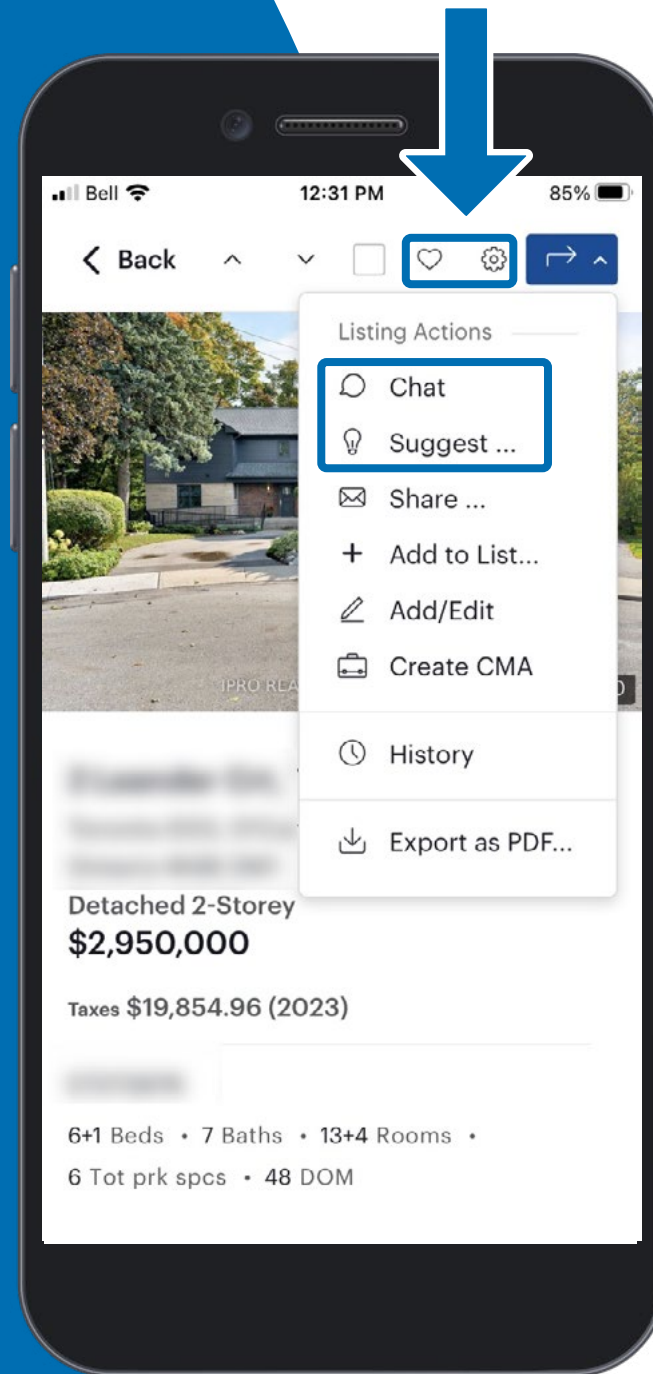 Bell 12:31 PM 85%
Back
Listing Actions
Chat
Suggest ...
Share ...
Add to List...
Add/Edit
Create CMA
History
Export as PDF...
IPRO
Detached 2-Storey
$2,950,000
Taxes $19,854.96 (2023)
6+1 Beds • 7 Baths • 13+4 Rooms •
6 Tot prk spcs • 48 DOM